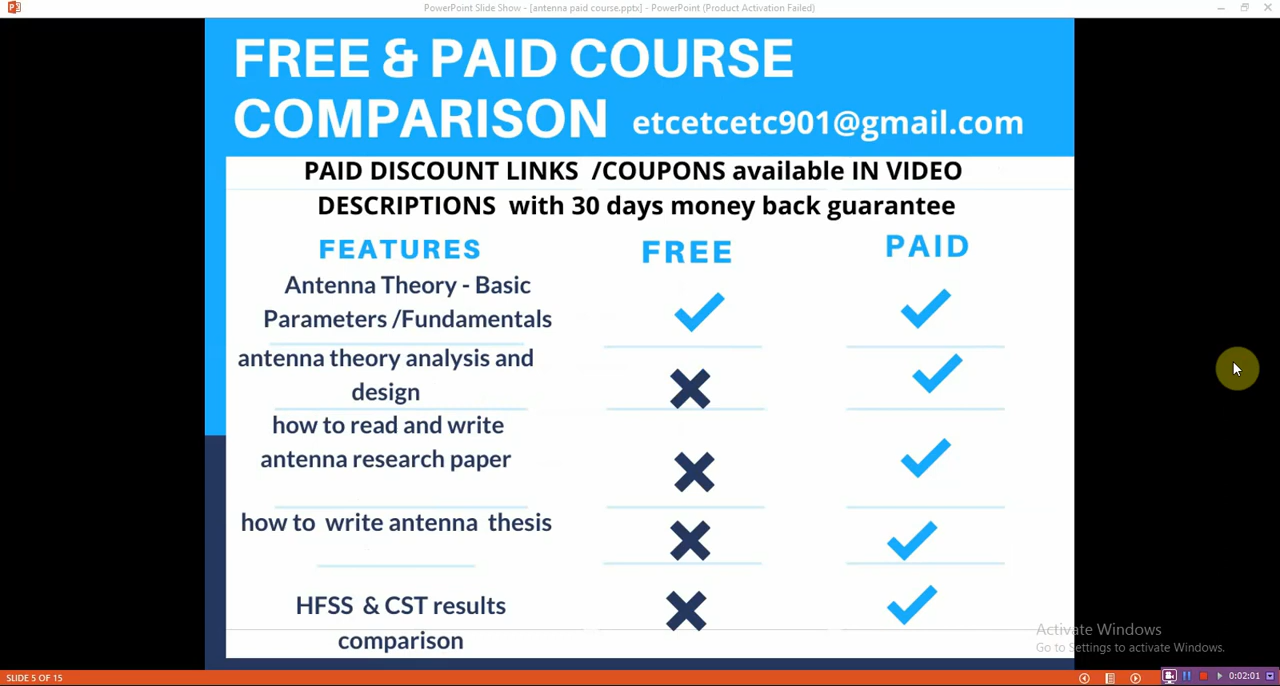 PowerPoint Slide Show - [antenna paid course.pptx] - PowerPoint (Product Activation Failed)
FREE & PAID COURSE
COMPARISON etcetcetc901@gmail.com
PAID DISCOUNT LINKS /COUPONS available IN VIDEO
DESCRIPTIONS with 30 days money back guarantee
FEATURES FREE PAID
Antenna Theory - Basic
Parameters /Fundamentals
antenna theory analysis and
design
how to read and write
antenna research paper
how to write antenna thesis
HFSS & CST results
comparison
Activate Windows
Go to Settings to activate Windows.
SLIDE 5 OF 15
0:02:01